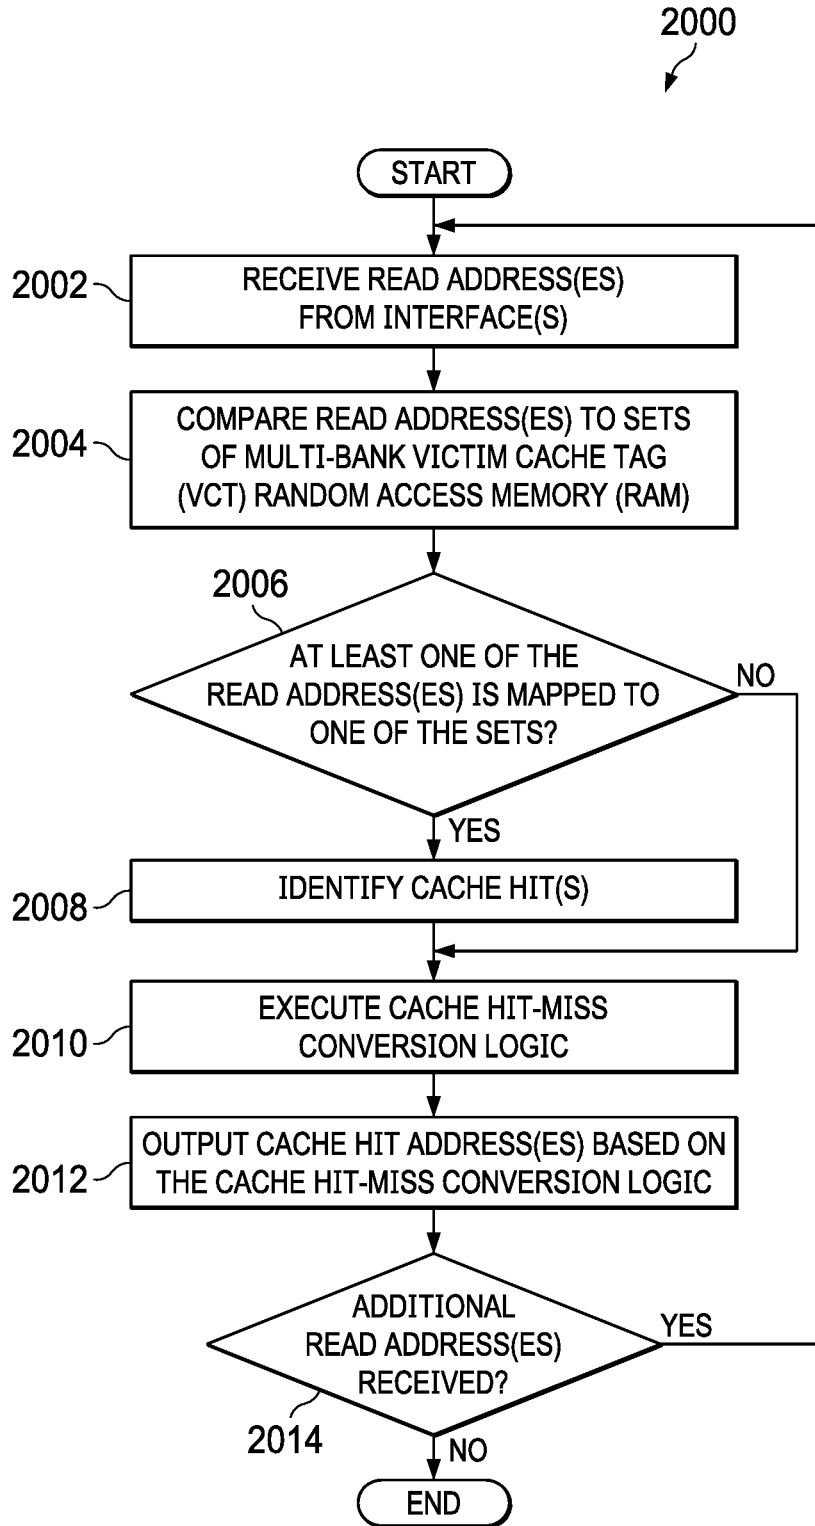 2000
START
2002
RECEIVE READ ADDRESS(ES)
FROM INTERFACE(S)
2004
COMPARE READ ADDRESS(ES) TO SETS
OF MULTI-BANK VICTIM CACHE TAG
(VCT) RANDOM ACCESS MEMORY (RAM)
2006
AT LEAST ONE OF THE
READ ADDRESS(ES) IS MAPPED TO
ONE OF THE SETS?
NO
YES
2008
IDENTIFY CACHE HIT(S)
2010
EXECUTE CACHE HIT-MISS
CONVERSION LOGIC
2012
OUTPUT CACHE HIT ADDRESS(ES) BASED ON
THE CACHE HIT-MISS CONVERSION LOGIC
ADDITIONAL
READ ADDRESS(ES)
RECEIVED?
YES
2014
NO
END